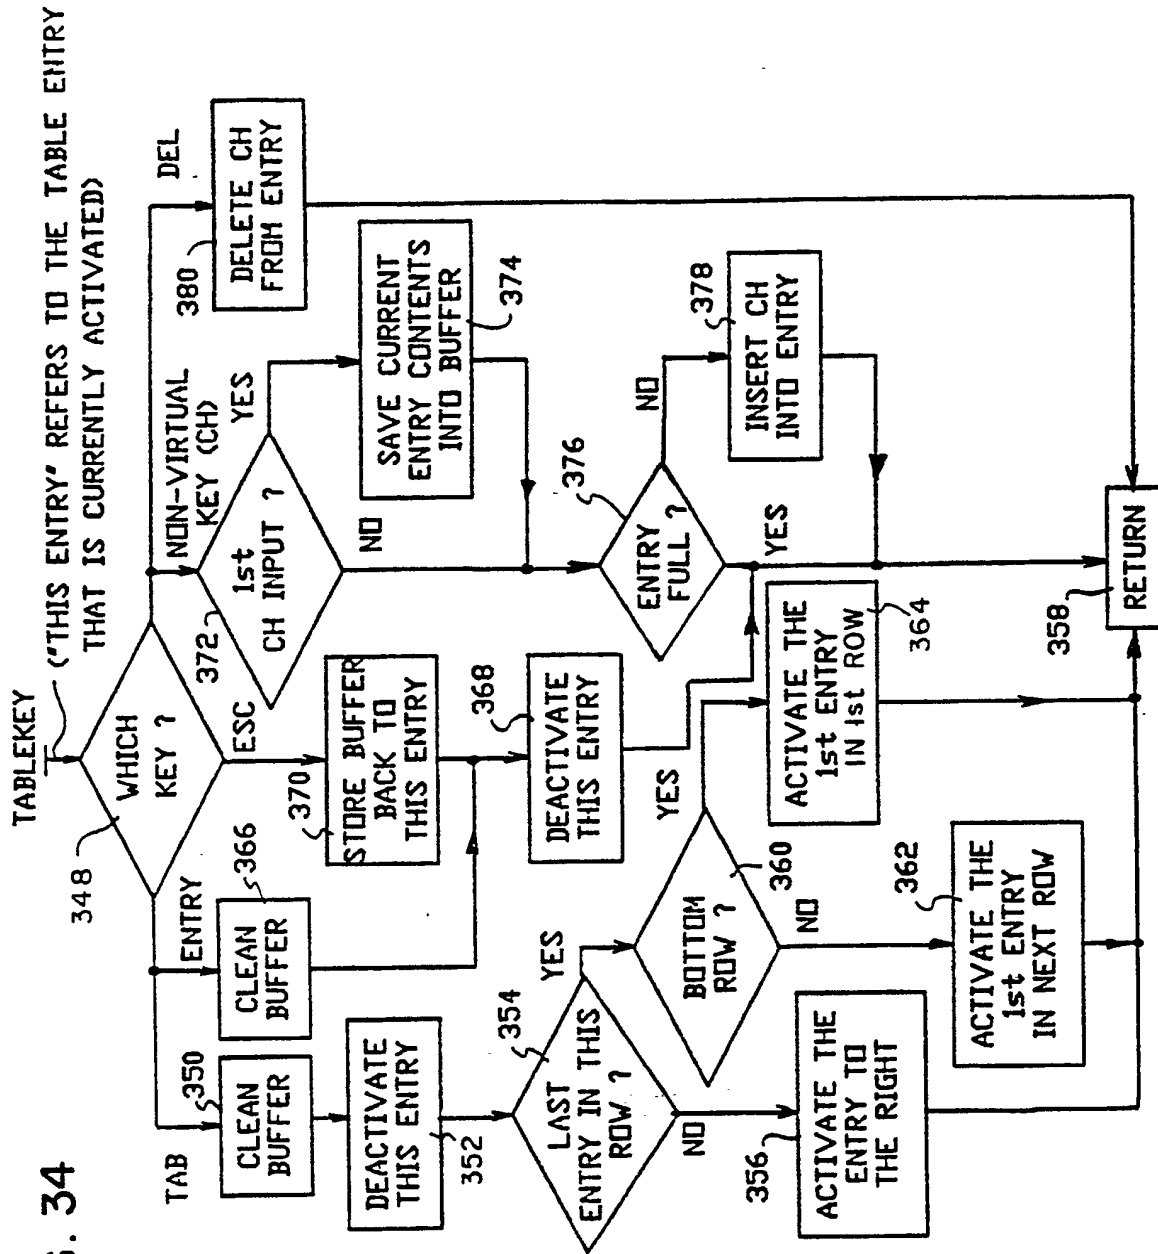 G. 34
TABLEKEY
("THIS ENTRY" REFERS TO THE TABLE ENTRY
THAT IS CURRENTLY ACTIVATED)
348
WHICH
KEY ?
TAB
350
CLEAN
BUFFER
DEACTIVATE
THIS ENTRY
352
354
LAST
ENTRY IN THIS
ROW ?
NO
YES
356
ACTIVATE THE
ENTRY TO
THE RIGHT
BOTTOM
ROW ?
360
NO
YES
362
ACTIVATE THE
1st ENTRY
IN NEXT ROW
ACTIVATE THE
1st ENTRY
IN 1st ROW
364
ENTRY
366
CLEAN
BUFFER
ESC
370
STORE BUFFER
BACK TO
THIS ENTRY
368
DEACTIVATE
THIS ENTRY
NON-VIRTUAL
KEY (CH)
372
1st
CH INPUT ?
YES
NO
SAVE CURRENT
ENTRY CONTENTS
INTO BUFFER
374
376
ENTRY
FULL ?
NO
YES
378
INSERT CH
INTO ENTRY
DEL
380
DELETE CH
FROM ENTRY
358
RETURN